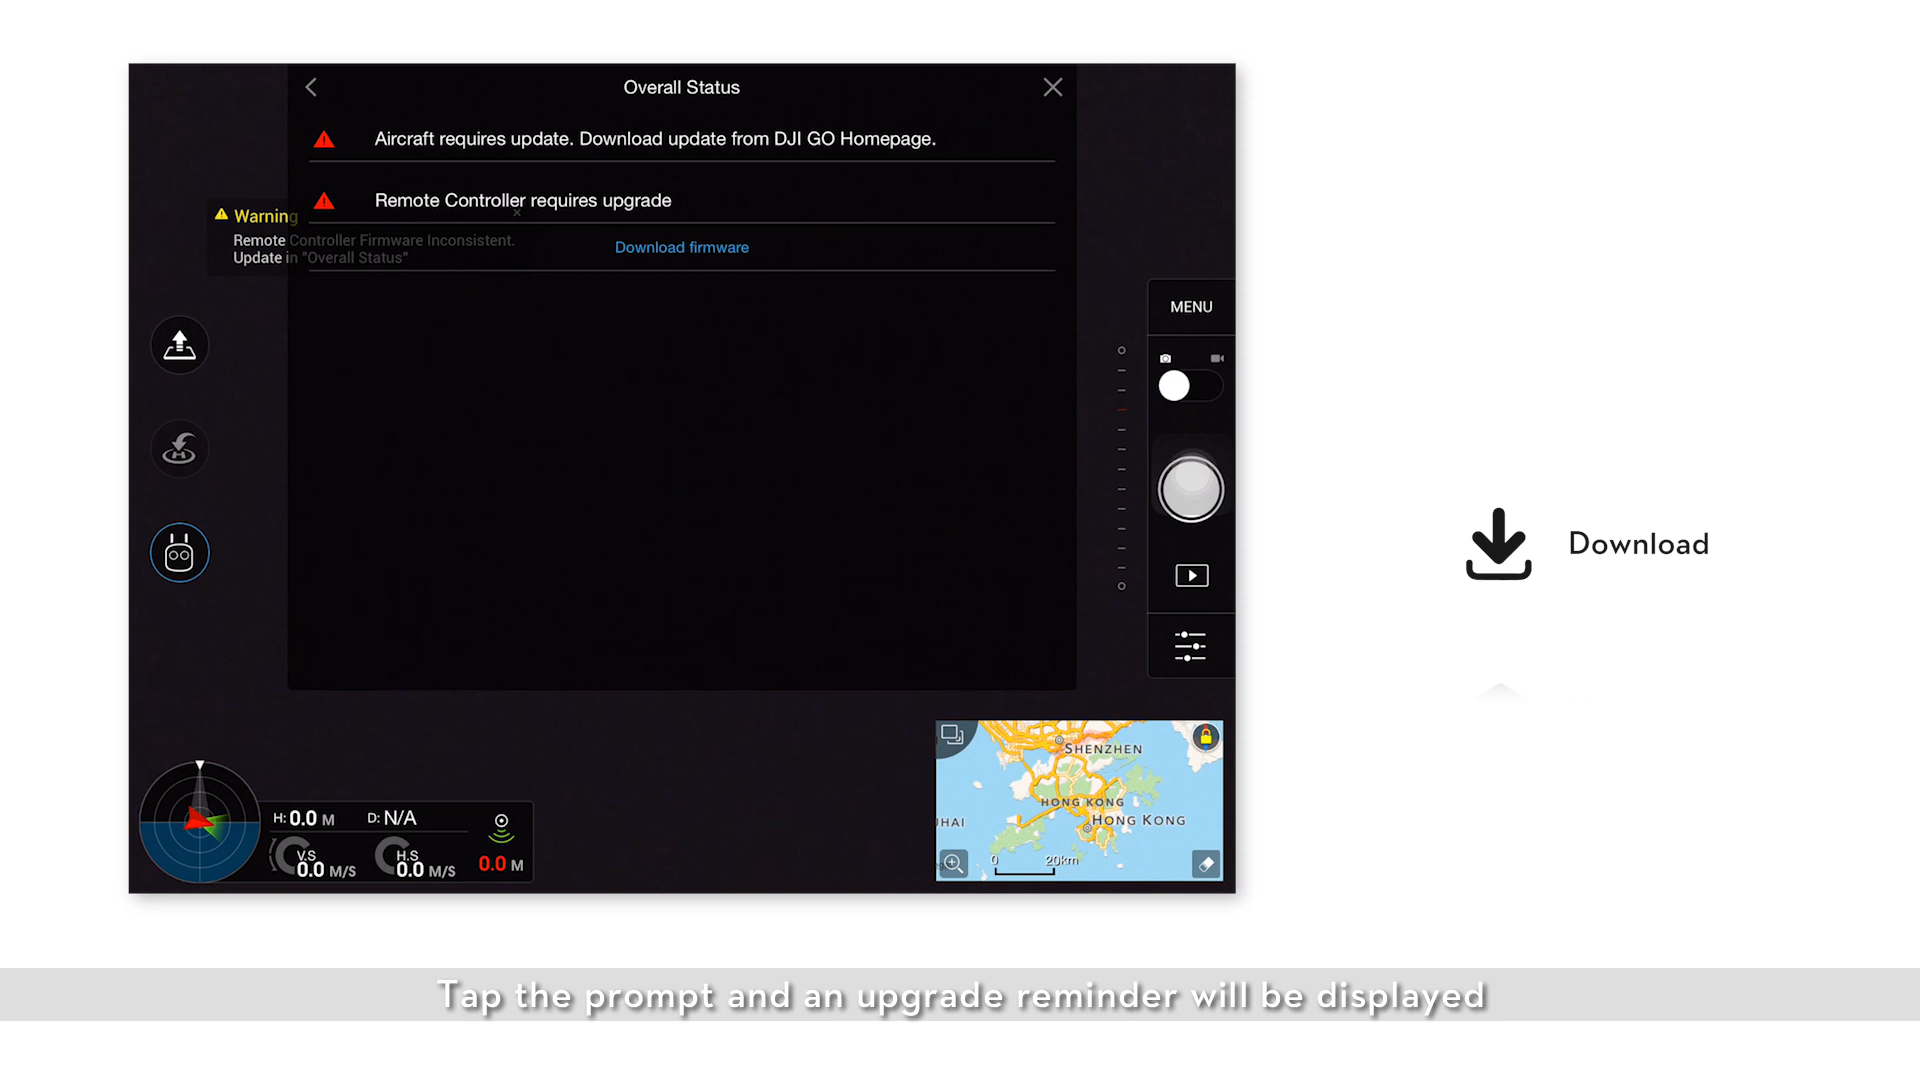 Overall Status
Aircraft requires update. Download update from DJI GO Homepage.
Remote Controller requires upgrade
Warning
Remote Controller Firmware Inconsistent.
Update in "Overall Status"
Download firmware
MENU
Download
SHENZHEN
HONG KONG
HONG KONG
UHAI
0 20km
H: 0.0 M D: N/A
V.S 0.0 M/S
H.S 0.0 M/S
0.0 M
Tap the prompt and an upgrade reminder will be displayed